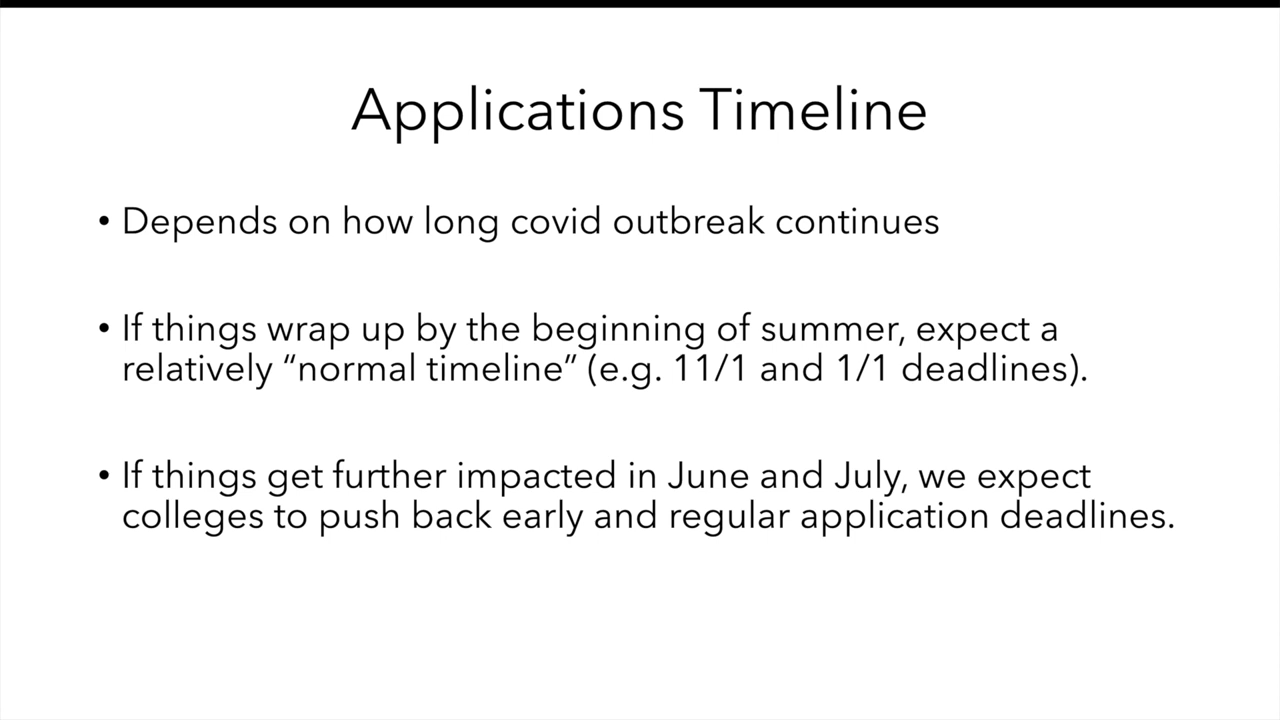 Applications Timeline
• Depends on how long covid outbreak continues
• If things wrap up by the beginning of summer, expect a
relatively “normal timeline” (e.g. 11/1 and 1/1 deadlines).
• If things get further impacted in June and July, we expect
colleges to push back early and regular application deadlines.